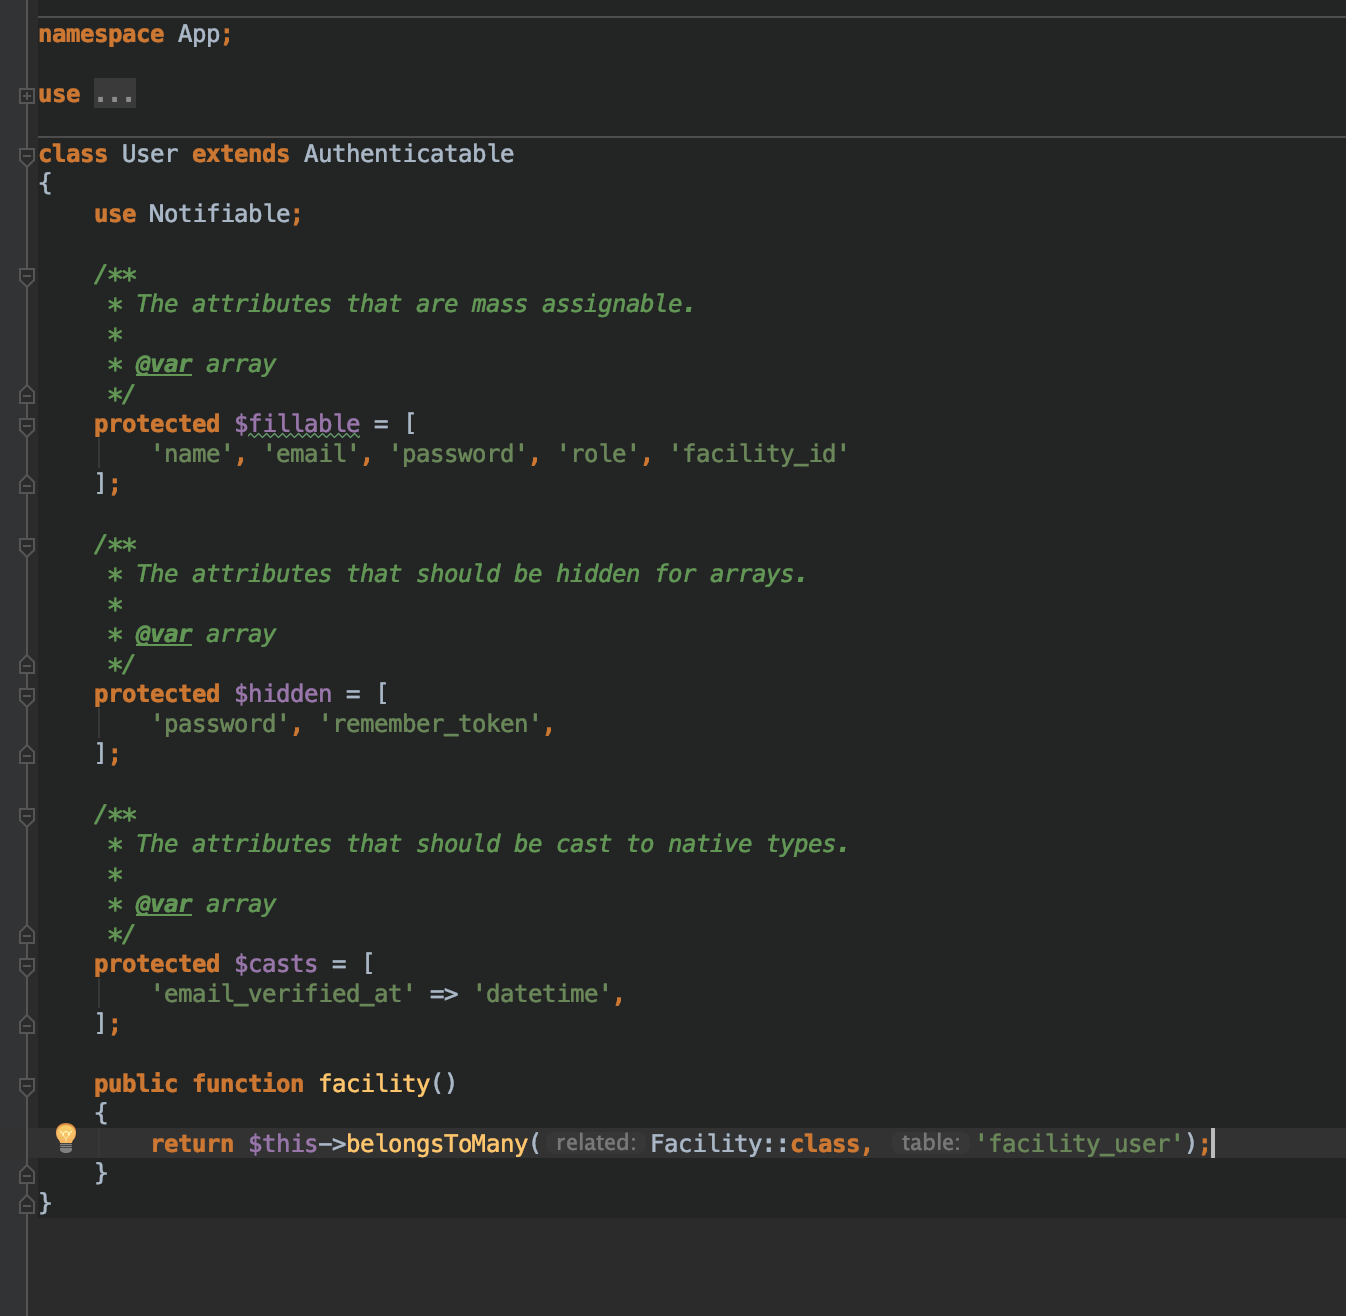 namespace App;
use ...
class User extends Authenticatable
{
use Notifiable;
/**
* The attributes that are mass assignable.
*
* @var array
*/
protected $fillable = [
'name', 'email', 'password', 'role', 'facility_id'
];
/**
* The attributes that should be hidden for arrays.
*
* @var array
*/
protected $hidden = [
'password', 'remember_token',
];
/**
* The attributes that should be cast to native types.
*
* @var array
*/
protected $casts = [
'email_verified_at' => 'datetime',
];
public function facility()
{
return $this->belongsToMany( related: Facility::class, table: 'facility_user');
}
}